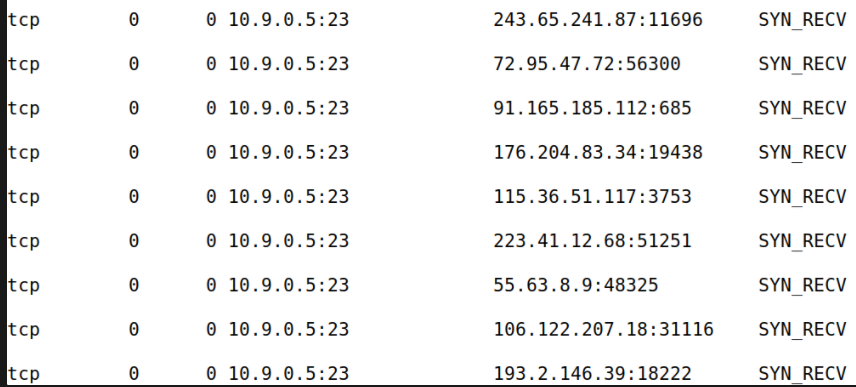 tcp 0 0 10.9.0.5:23 243.65.241.87:11696 SYN_RECV
tcp 0 0 10.9.0.5:23 72.95.47.72:56300 SYN_RECV
tcp 0 0 10.9.0.5:23 91.165.185.112:685 SYN_RECV
tcp 0 0 10.9.0.5:23 176.204.83.34:19438 SYN_RECV
tcp 0 0 10.9.0.5:23 115.36.51.117:3753 SYN_RECV
tcp 0 0 10.9.0.5:23 223.41.12.68:51251 SYN_RECV
tcp 0 0 10.9.0.5:23 55.63.8.9:48325 SYN_RECV
tcp 0 0 10.9.0.5:23 106.122.207.18:31116 SYN_RECV
tcp 0 0 10.9.0.5:23 193.2.146.39:18222 SYN_RECV